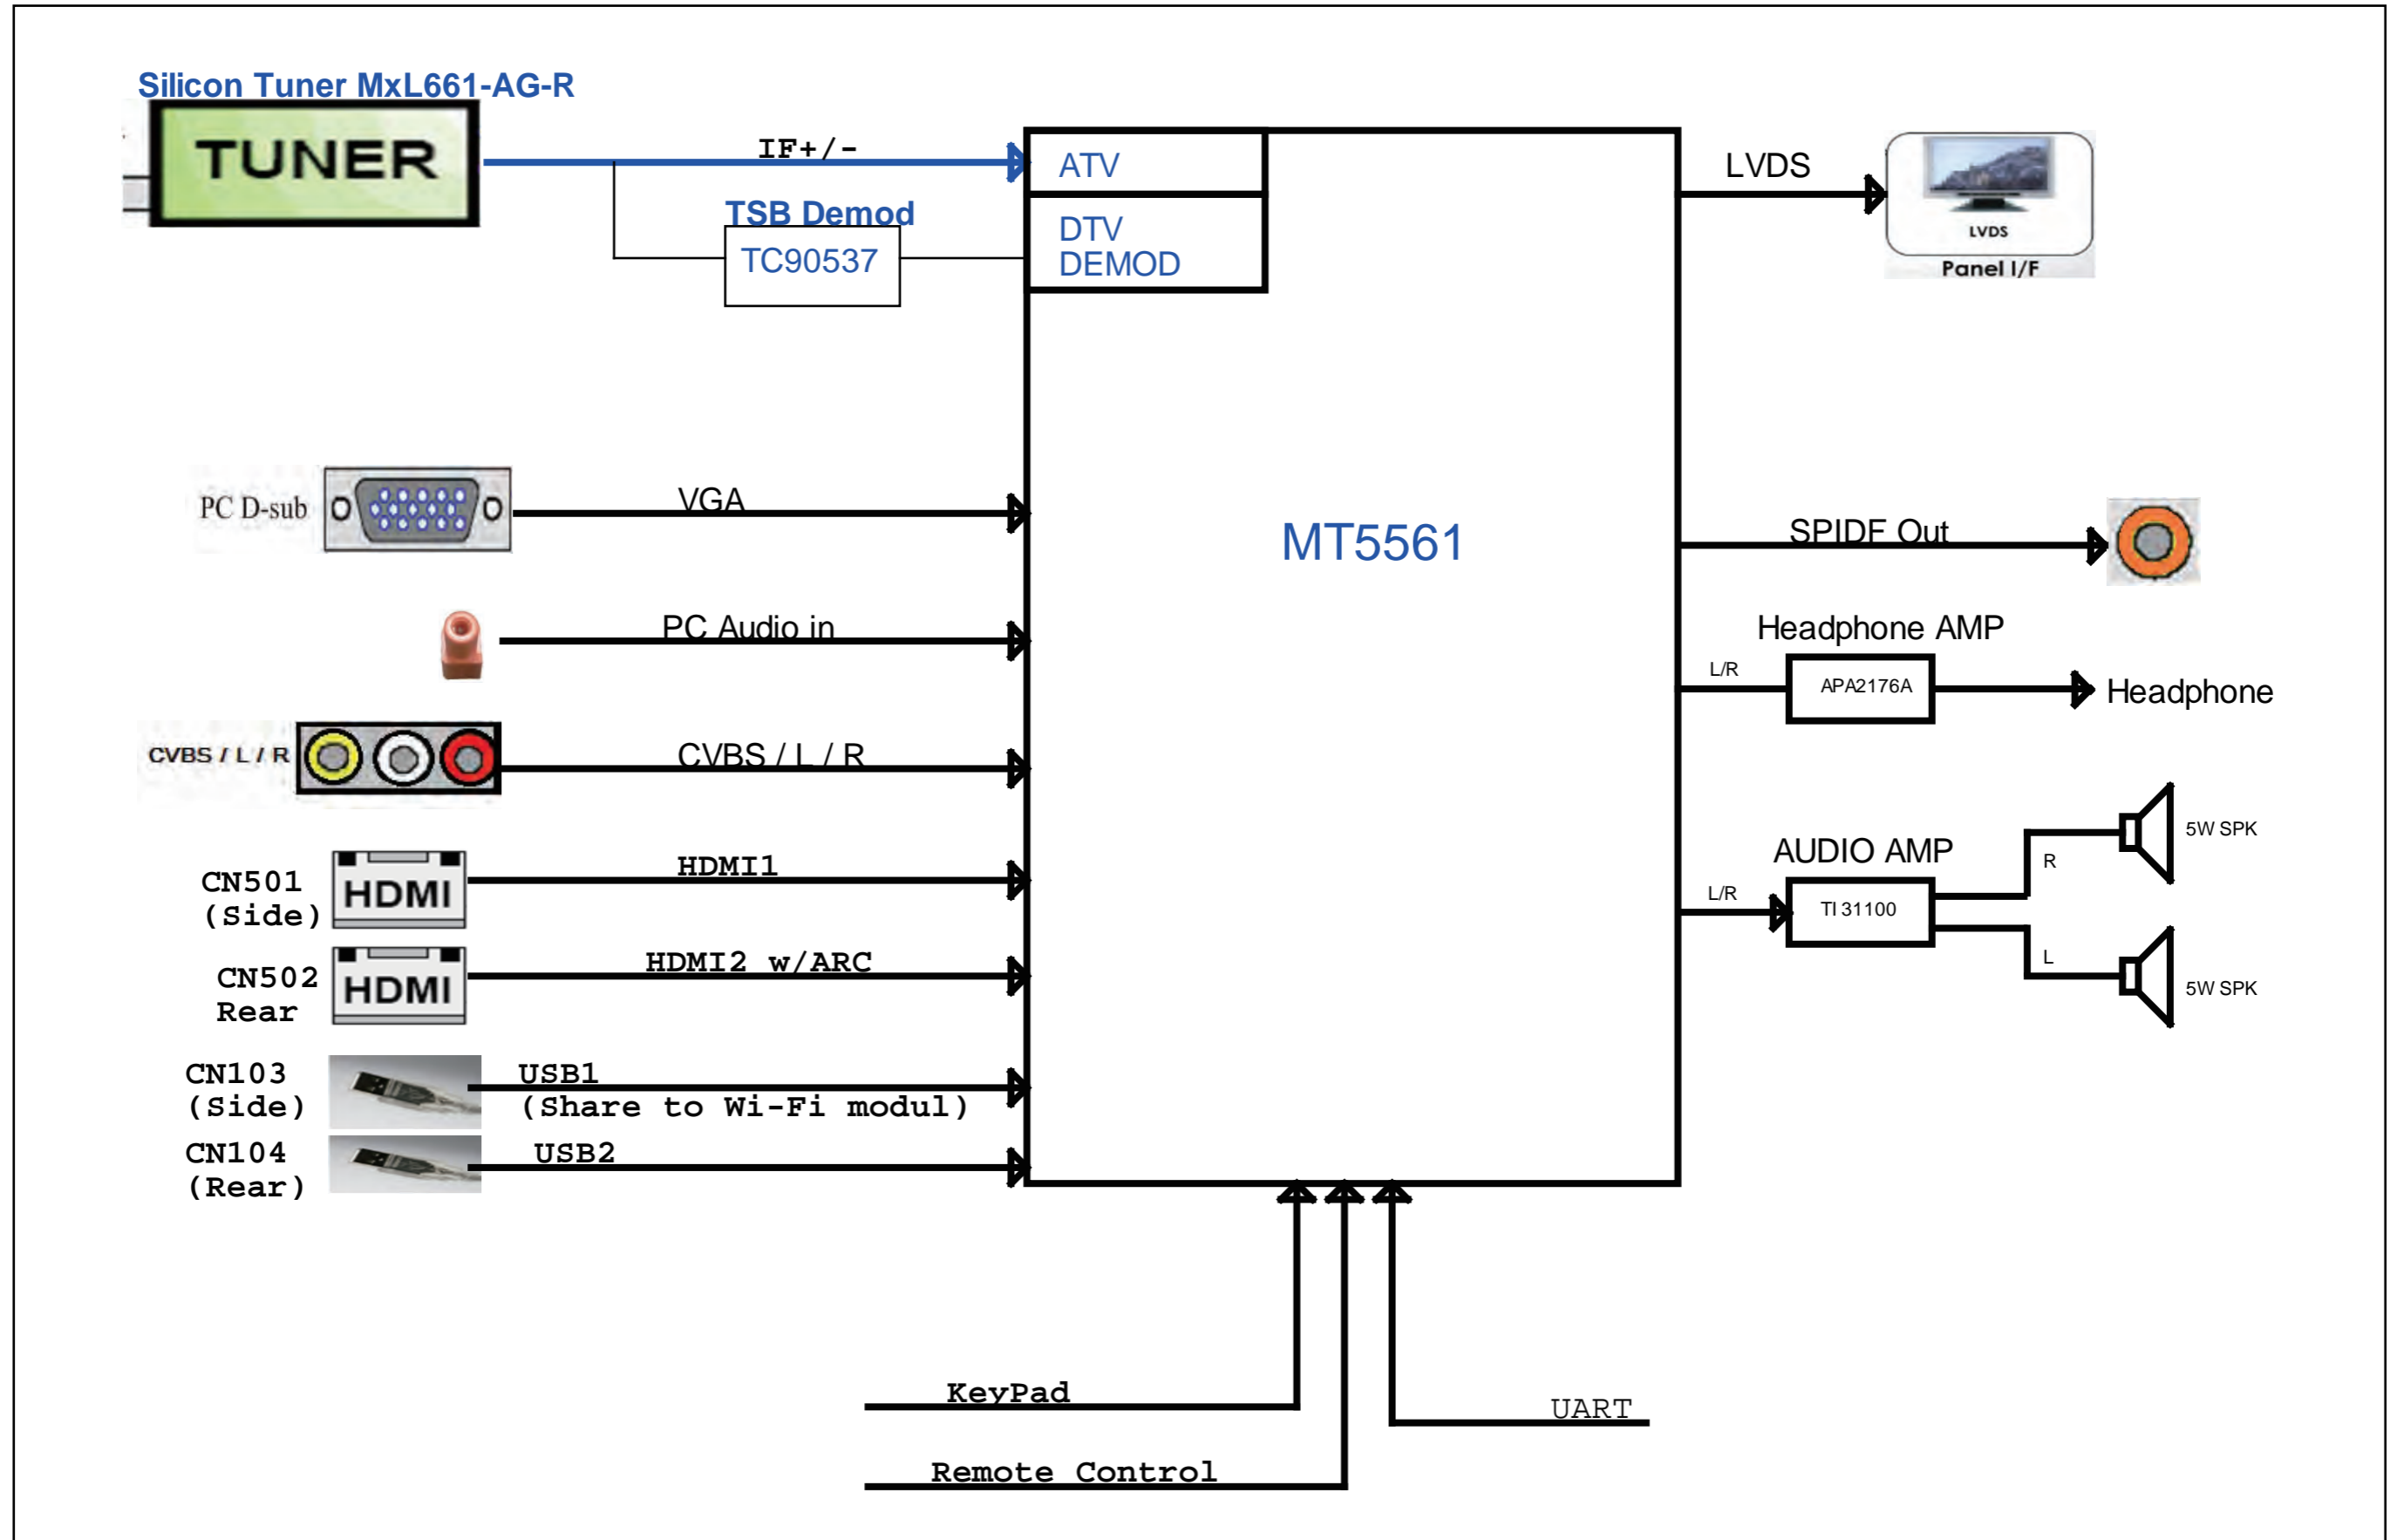 Silicon Tuner MxL661-AG-R
TUNER
IF+/-
ATV
TSB Demod
TC90537
DTV
DEMOD
LVDS
LVDS
Panel I/F
PC D-sub
VGA
MT5561
SPIDF Out
PC Audio in
Headphone AMP
L/R
APA2176A
Headphone
CVBS / L / R
CVBS / L / R
AUDIO AMP
L/R
TI 31100
R
5W SPK
L
5W SPK
CN501
(Side)
HDMI
HDMI1
CN502
Rear
HDMI
HDMI2 w/ARC
CN103
(Side)
USB1
(Share to Wi-Fi modul)
CN104
(Rear)
USB2
KeyPad
UART
Remote Control